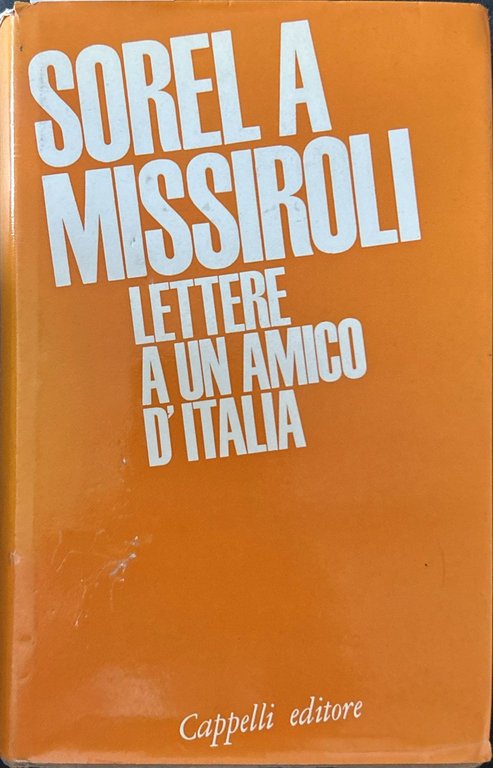 SOREL A
MISSIROLI
LETTERE
A UN AMICO
D'ITALIA
Cappelli editore